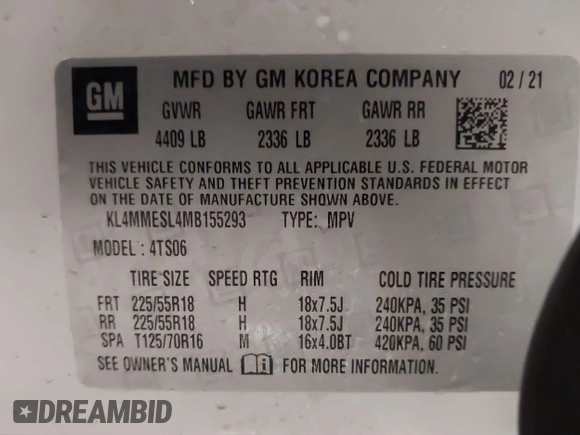 GM
MFD BY GM KOREA COMPANY 02/21
GVWR GAWR FRT GAWR RR
4409 LB 2336 LB 2336 LB
THIS VEHICLE CONFORMS TO ALL APPLICABLE U.S. FEDERAL MOTOR
VEHICLE SAFETY AND THEFT PREVENTION STANDARDS IN EFFECT
ON THE DATE OF MANUFACTURE SHOWN ABOVE.
KL4MMESL4MB155293 TYPE: MPV
MODEL: 4TS06
TIRE SIZE SPEED RTG RIM COLD TIRE PRESSURE
FRT 225/55R18 H 18x7.5J 240KPA, 35 PSI
RR 225/55R18 H 18x7.5J 240KPA, 35 PSI
SPA T125/70R16 M 16x4.0BT 420KPA, 60 PSI
SEE OWNER'S MANUAL FOR MORE INFORMATION.
DREAMBID